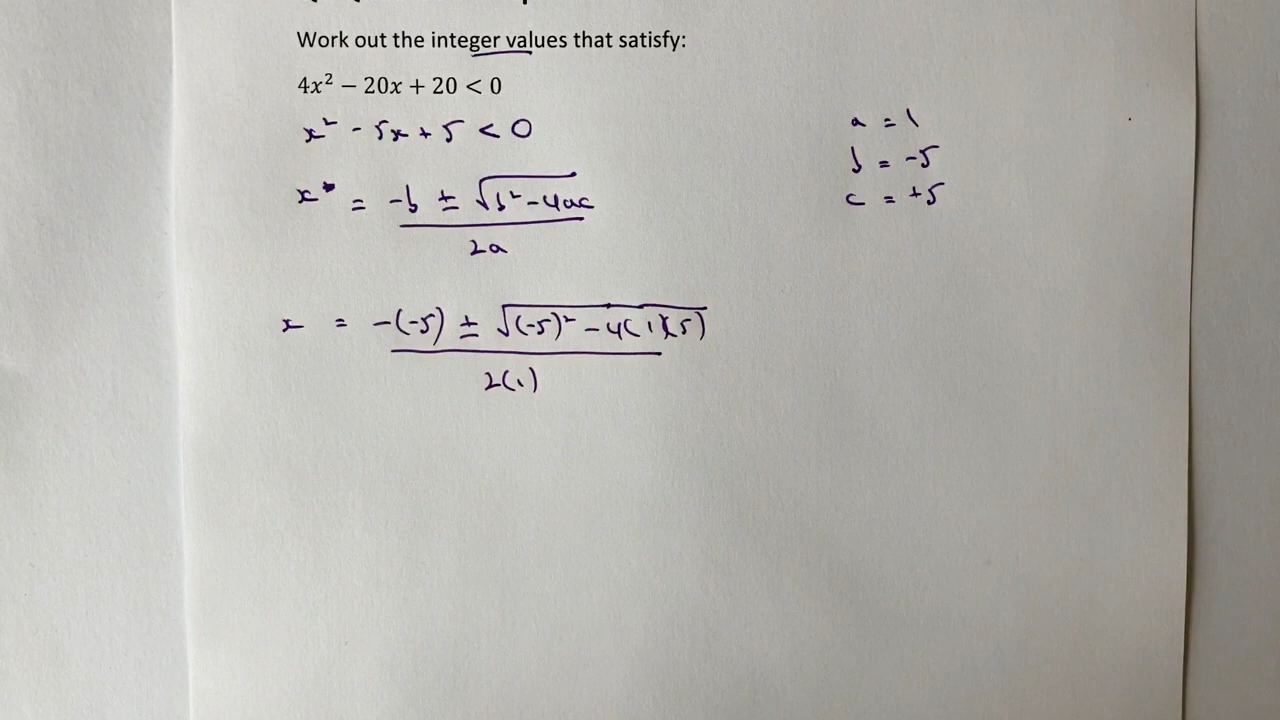 Work out the integer values that satisfy:
4x² − 20x + 20 < 0
x² - 5x + 5 < 0
a = 1
b = -5
c = +5
x = -b ± √b² - 4ac
2a
x = -(-5) ± √(-5)² - 4(1)(5)
2(1)